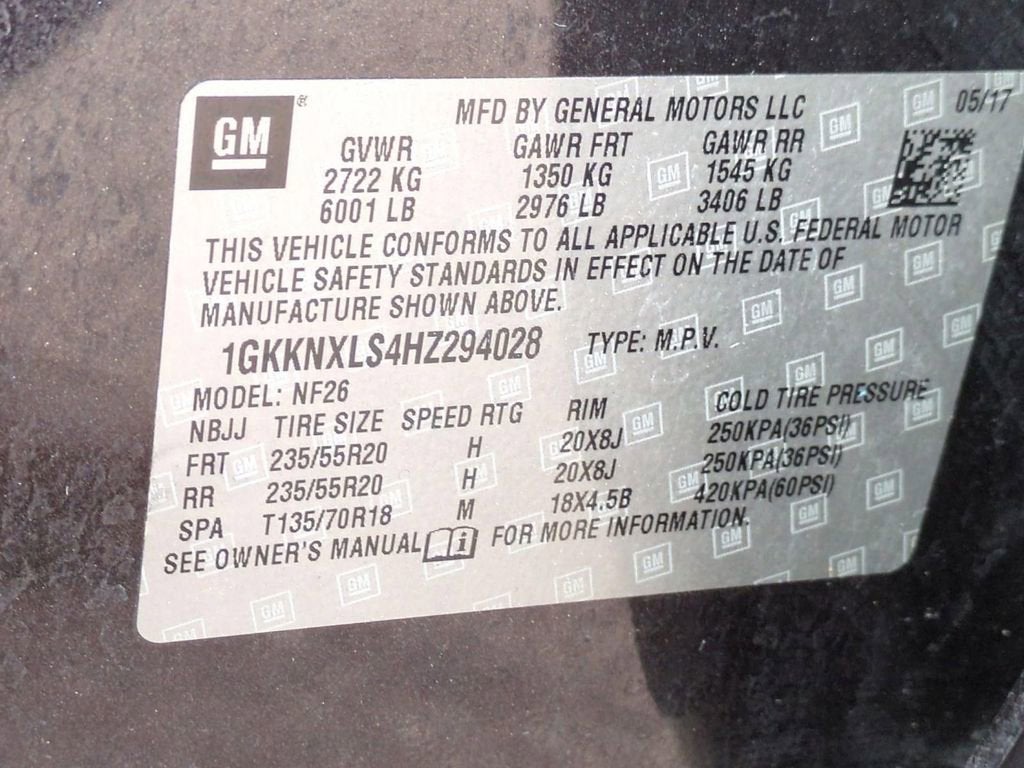 GM ®
MFD BY GENERAL MOTORS LLC 05/17
GVWR GAWR FRT GAWR RR
2722 KG 1350 KG 1545 KG
6001 LB 2976 LB 3406 LB
THIS VEHICLE CONFORMS TO ALL APPLICABLE U.S. FEDERAL MOTOR
VEHICLE SAFETY STANDARDS IN EFFECT ON THE DATE OF
MANUFACTURE SHOWN ABOVE.
1GKKNXLS4HZ294028 TYPE: M.P.V.
MODEL: NF26
NBJJ TIRE SIZE SPEED RTG RIM COLD TIRE PRESSURE
FRT 235/55R20 H 20X8J 250KPA(36PSI)
RR 235/55R20 H 20X8J 250KPA(36PSI)
SPA T135/70R18 M 18X4.5B 420KPA(60PSI)
SEE OWNER'S MANUAL i FOR MORE INFORMATION.